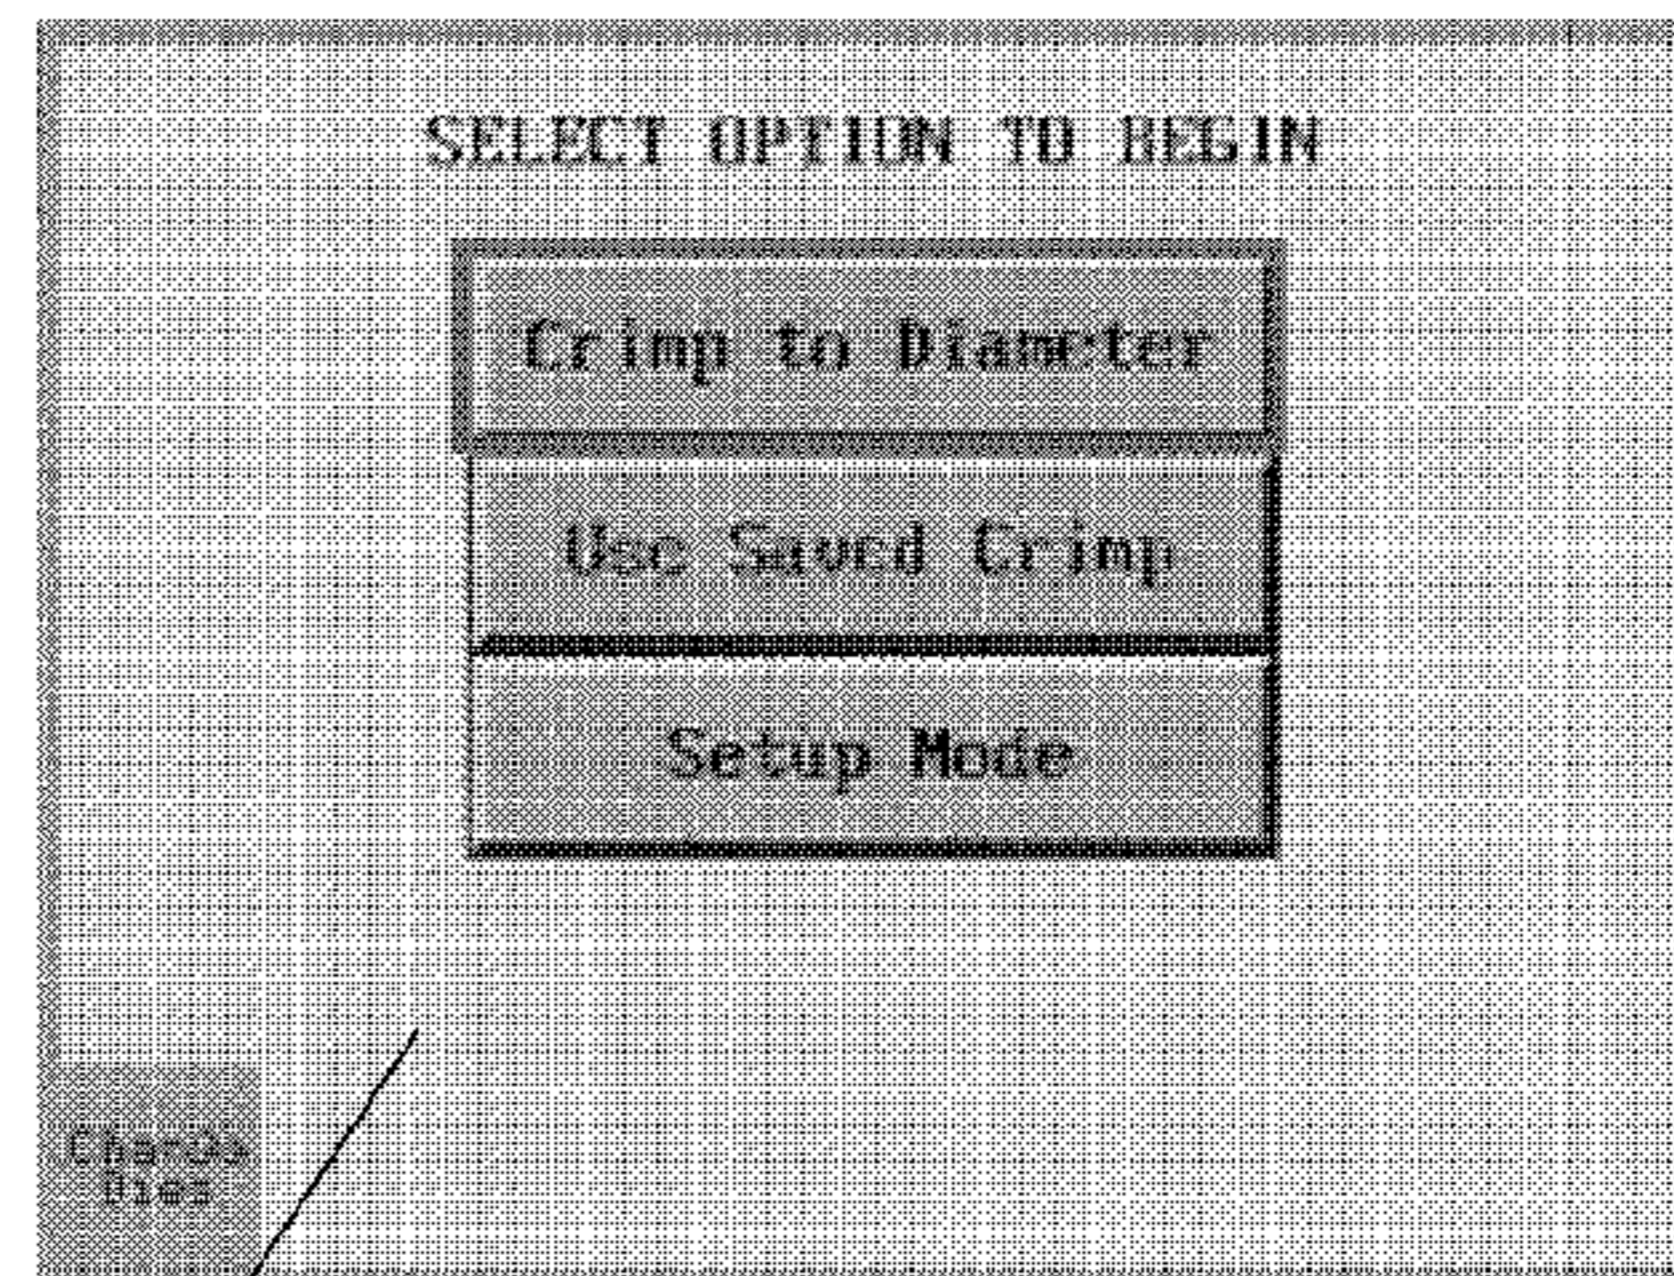 SELECT OPTION TO BEGIN
Crimp to Diameter
Use Saved Crimp
Setup Mode
Change
Dies